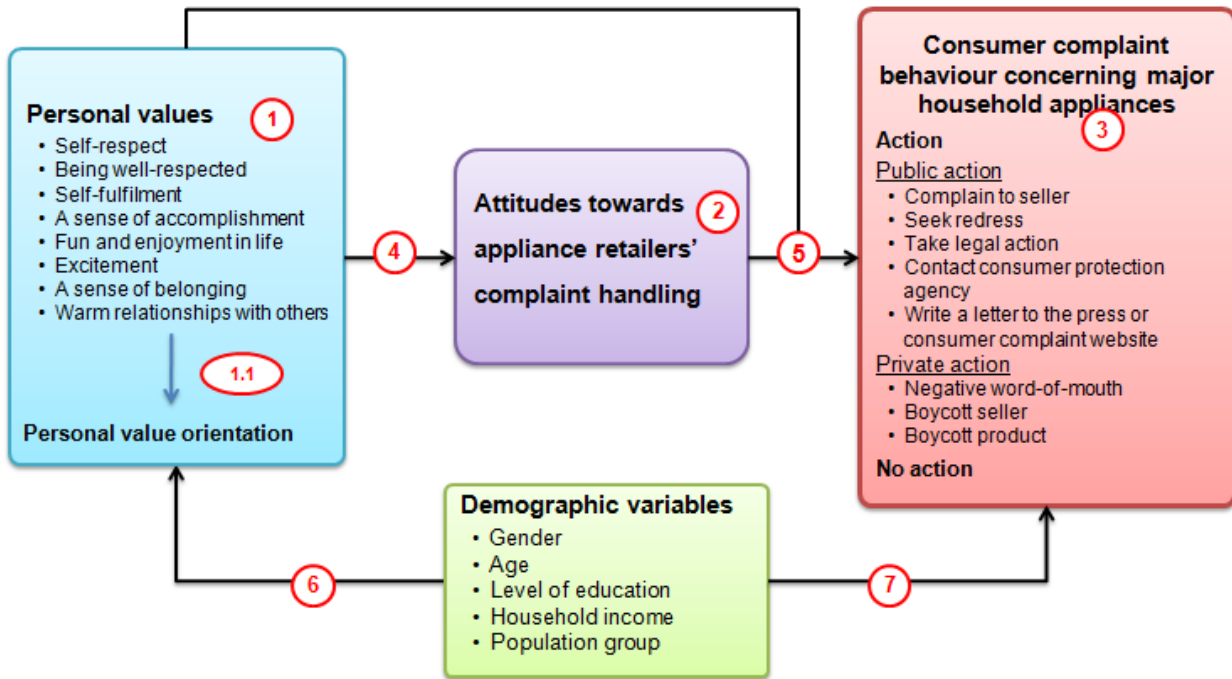 Personal values
1
• Self-respect
• Being well-respected
• Self-fulfilment
• A sense of accomplishment
• Fun and enjoyment in life
• Excitement
• A sense of belonging
• Warm relationships with others
1.1
Personal value orientation
4
Attitudes towards
2
appliance retailers’
complaint handling
5
Consumer complaint
behaviour concerning major
household appliances
3
Action
Public action
• Complain to seller
• Seek redress
• Take legal action
• Contact consumer protection
agency
• Write a letter to the press or
consumer complaint website
Private action
• Negative word-of-mouth
• Boycott seller
• Boycott product
No action
6
Demographic variables
• Gender
• Age
• Level of education
• Household income
• Population group
7